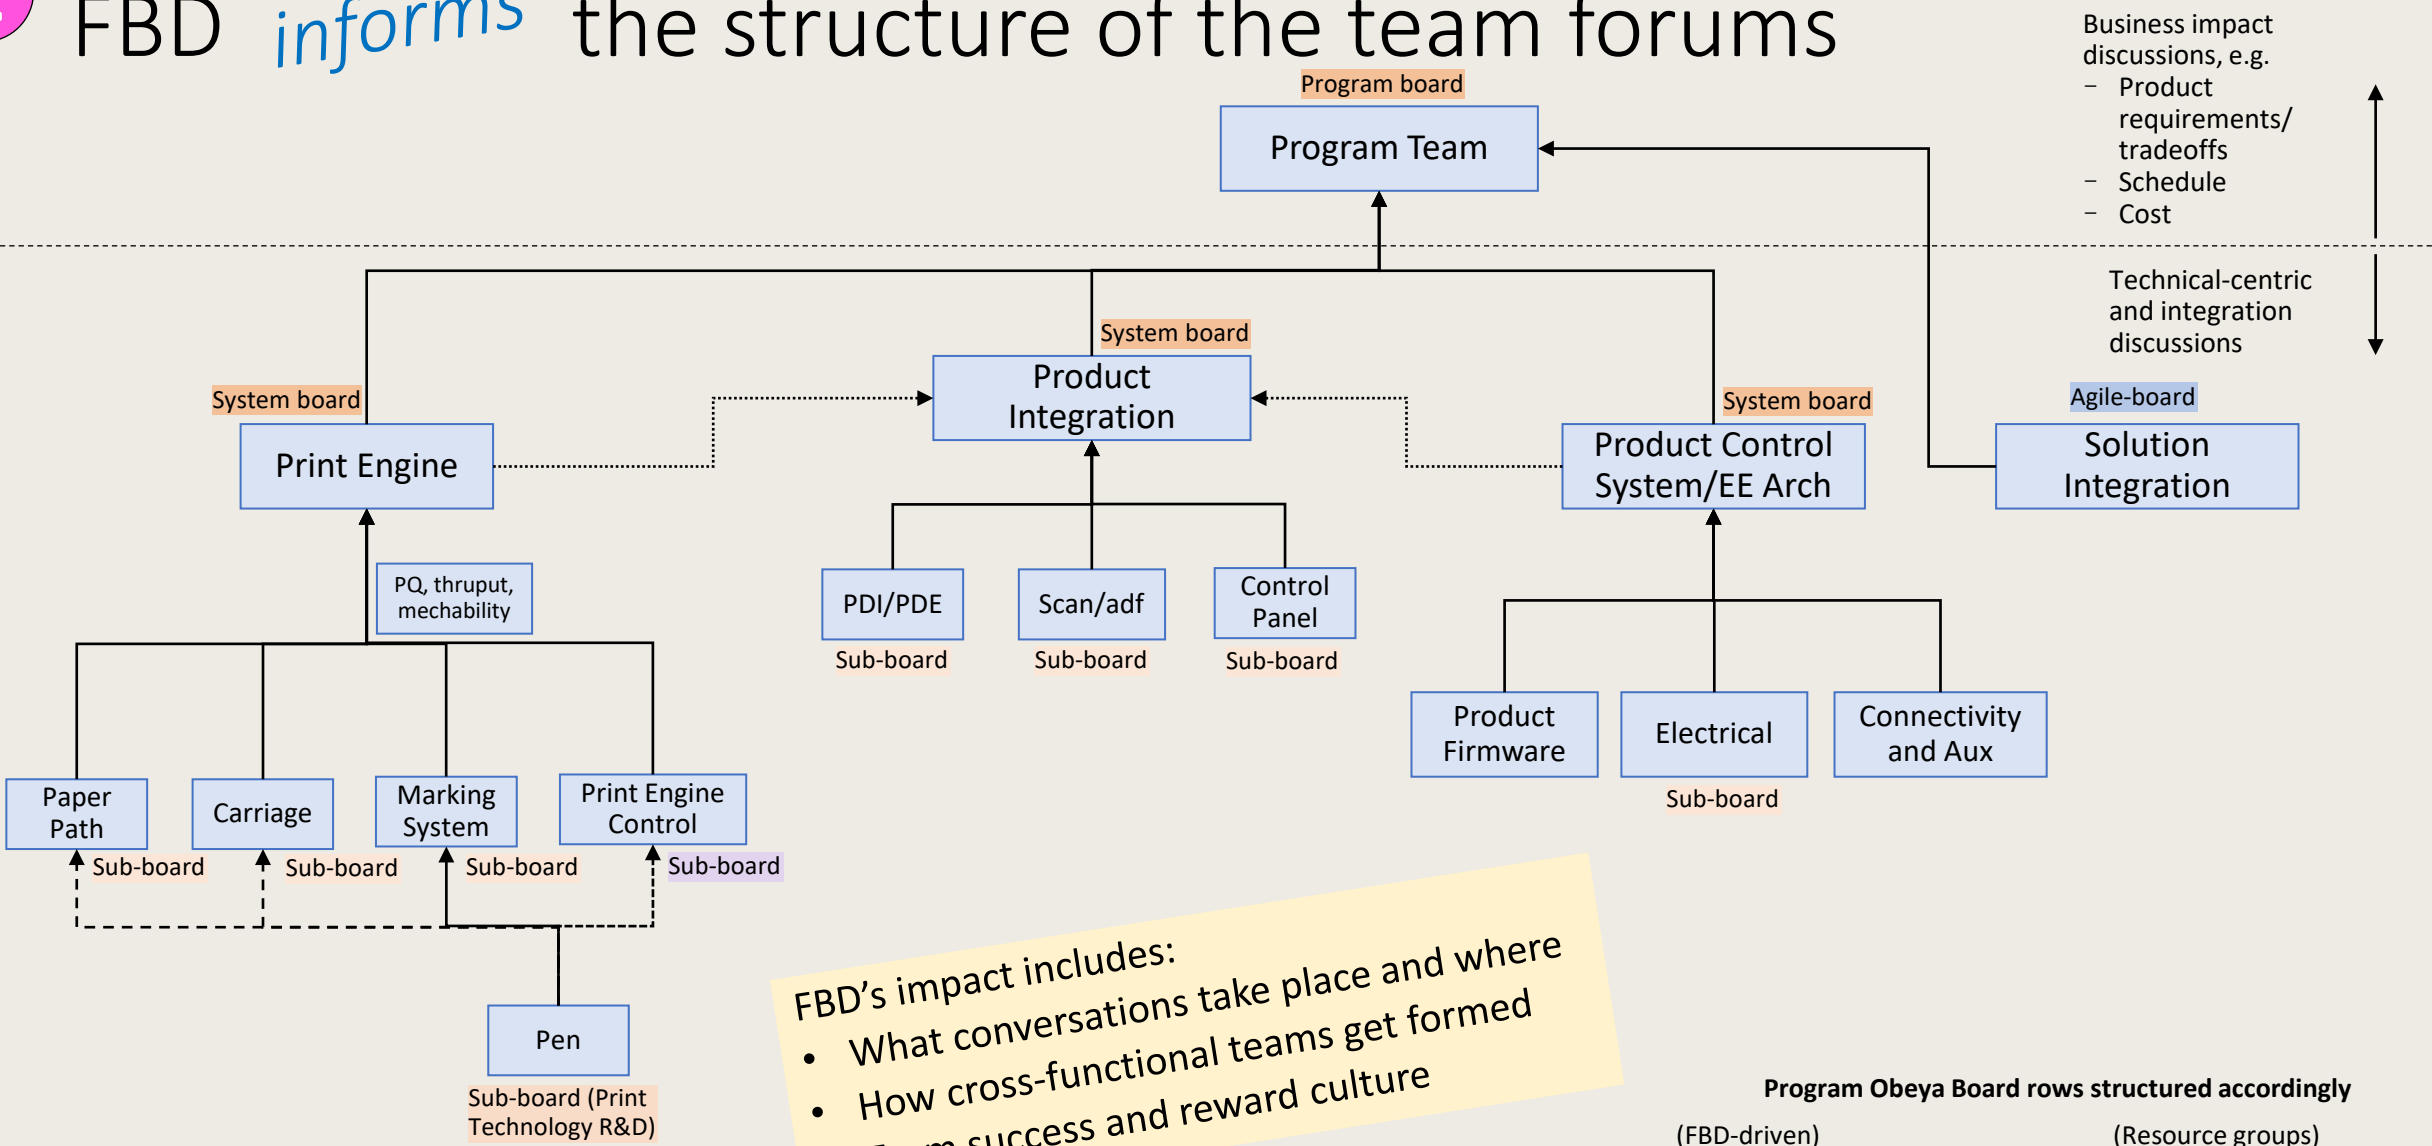 FBD informs the structure of the team forums
Business impact
discussions, e.g.
– Product
requirements/
tradeoffs
– Schedule
– Cost
Program board
Program Team
Technical-centric
and integration
discussions
System board
Product
Integration
System board
Print Engine
System board
Product Control
System/EE Arch
Agile-board
Solution
Integration
PQ, thruput,
mechability
PDI/PDE
Sub-board
Scan/adf
Sub-board
Control
Panel
Sub-board
Product
Firmware
Electrical
Sub-board
Connectivity
and Aux
Paper
Path
Sub-board
Carriage
Sub-board
Marking
System
Sub-board
Print Engine
Control
Sub-board
Pen
Sub-board (Print
Technology R&D)
FBD’s impact includes:
• What conversations take place and where
• How cross-functional teams get formed
success and reward culture
Program Obeya Board rows structured accordingly
(FBD-driven)
(Resource groups)